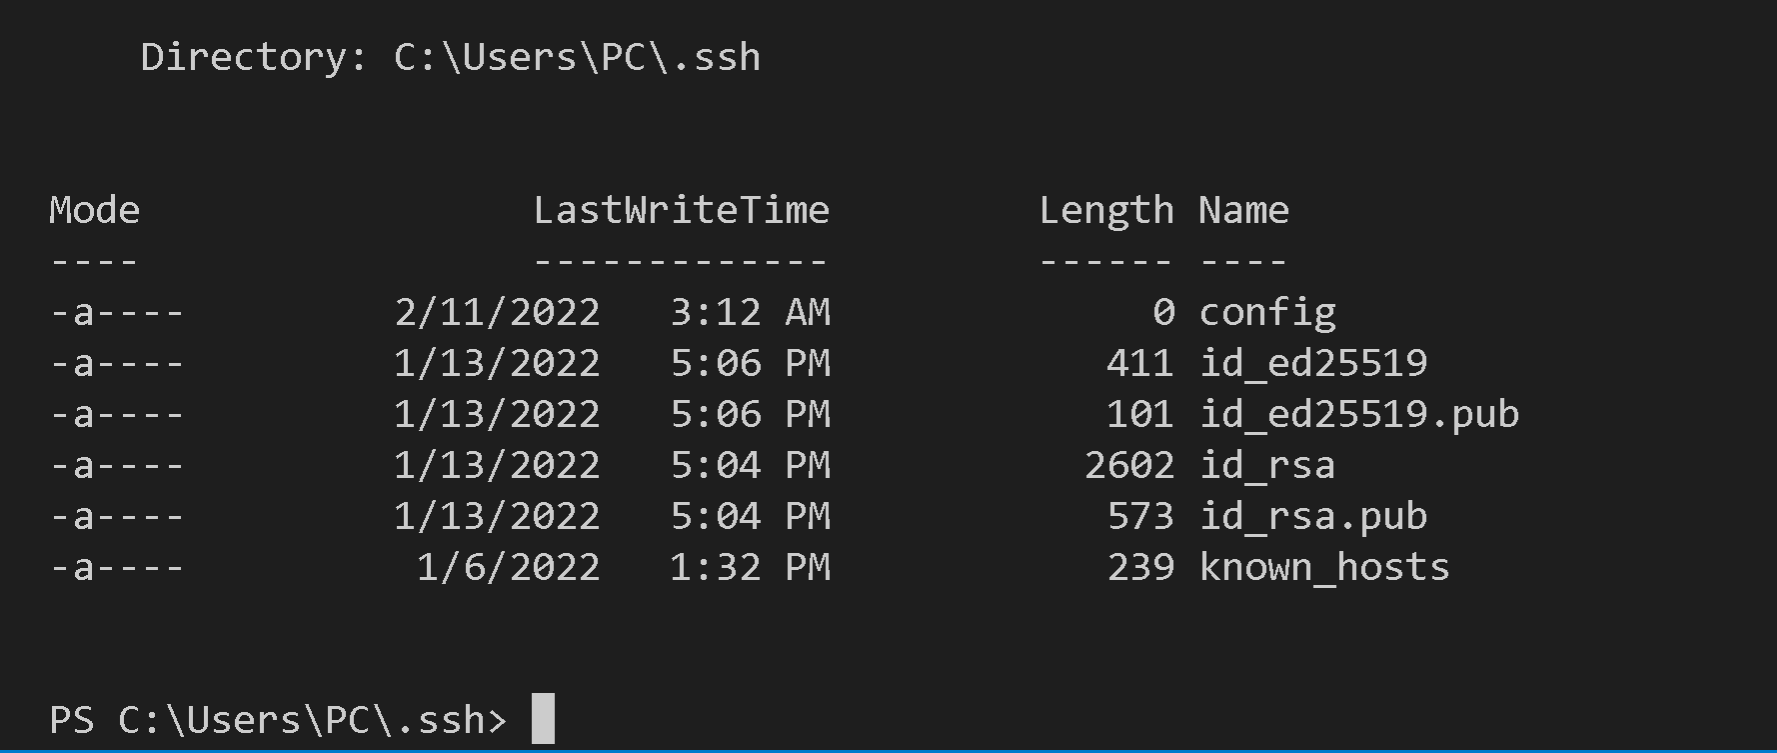 Directory: C:\Users\PC\.ssh
Mode LastWriteTime Length Name
---- ------------- ------ ----
-a---- 2/11/2022 3:12 AM 0 config
-a---- 1/13/2022 5:06 PM 411 id_ed25519
-a---- 1/13/2022 5:06 PM 101 id_ed25519.pub
-a---- 1/13/2022 5:04 PM 2602 id_rsa
-a---- 1/13/2022 5:04 PM 573 id_rsa.pub
-a---- 1/6/2022 1:32 PM 239 known_hosts
PS C:\Users\PC\.ssh>